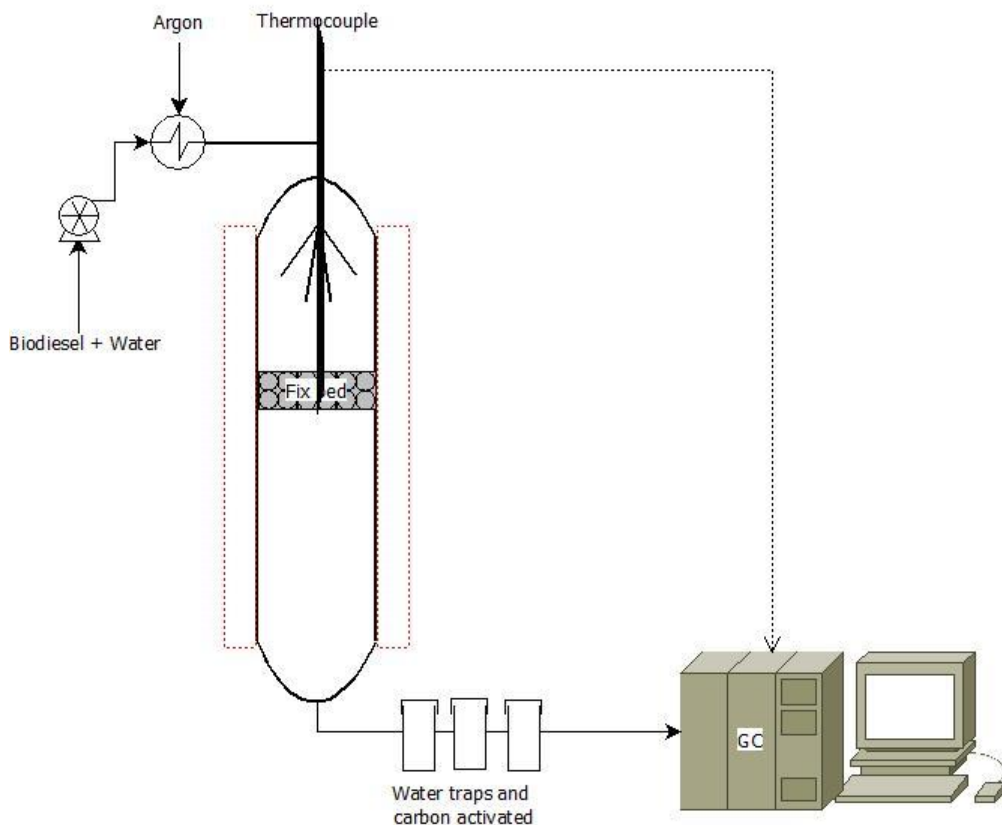 Argon
Thermocouple
Biodiesel + Water
Fix bed
GC
Water traps and
carbon activated